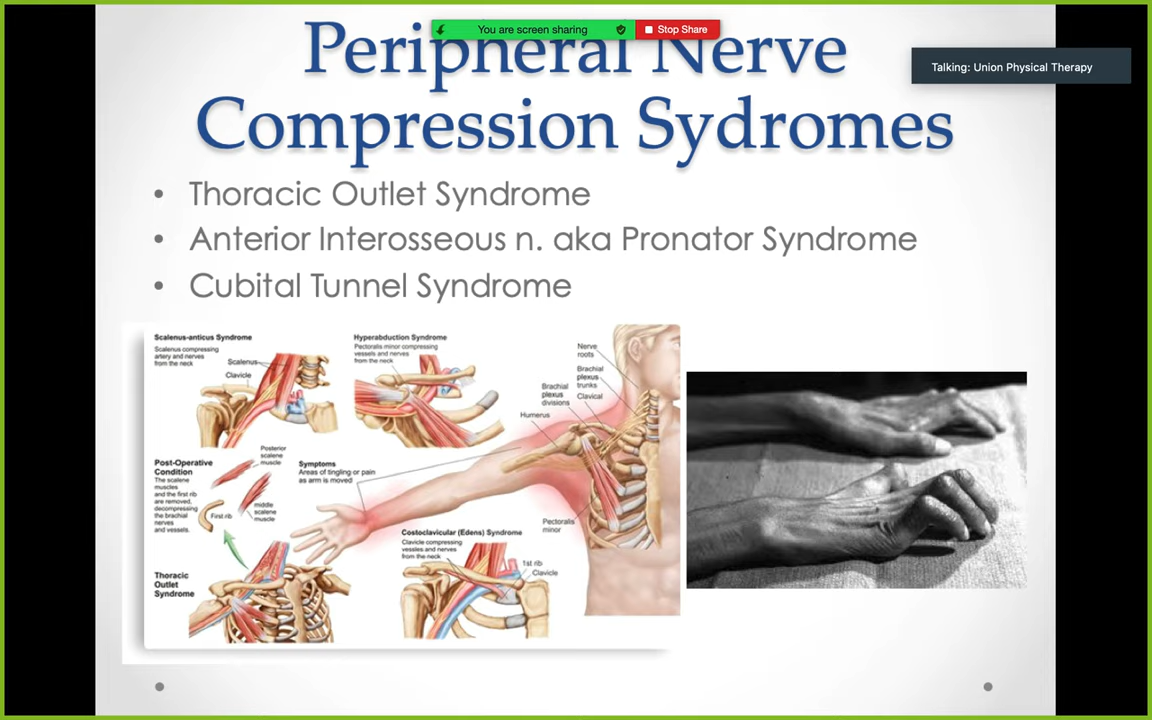 You are screen sharing
Stop Share
Talking: Union Physical Therapy
Peripheral Nerve
Compression Sydromes
• Thoracic Outlet Syndrome
• Anterior Interosseous n. aka Pronator Syndrome
• Cubital Tunnel Syndrome
Scalenus-anticus Syndrome
Scalenus compressing
artery and nerves
from the neck
Scalenus
Clavicle
Hyperabduction Syndrome
Pectoralis minor compressing
vessels and nerves
from the neck
Nerve
roots
Brachial
plexus
trunks
Clavical
Brachial
plexus
divisions
Humerus
Post-Operative
Condition
The scalene
muscles
and the first rib
are removed,
decompressing
the brachial
nerves
and vessels.
Posterior
scalene
muscle
First rib
middle
scalene
muscle
Symptoms
Areas of tingling or pain
as arm is moved
Pectoralis
minor
Costoclavicular (Edens) Syndrome
Clavicle compressing
vessles and nerves
from the neck
1st rib
Clavicle
Thoracic
Outlet
Syndrome